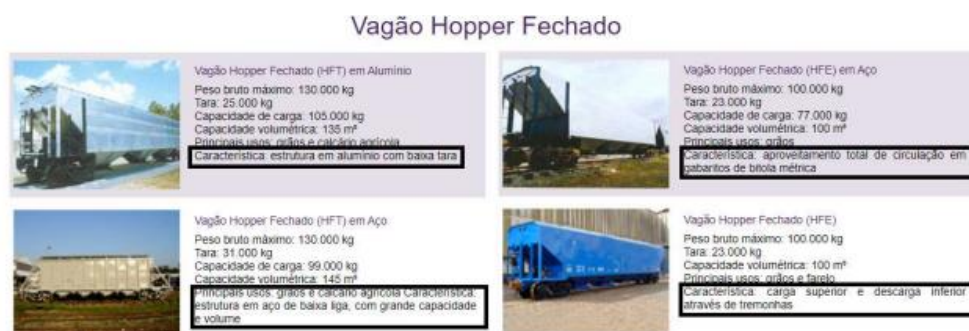 Vagão Hopper Fechado
Vagão Hopper Fechado (HFT) em Alumínio
Peso bruto máximo: 130.000 kg
Tara: 25.000 kg
Capacidade de carga: 105.000 kg
Capacidade volumétrica: 135 m³
Principais usos: grãos e calcário agrícola
Característica: estrutura em alumínio com baixa tara
Vagão Hopper Fechado (HFE) em Aço
Peso bruto máximo: 100.000 kg
Tara: 23.000 kg
Capacidade de carga: 77.000 kg
Capacidade volumétrica: 100 m³
Principais usos: grãos
Característica: aproveitamento total de circulação em
gabaritos de bitola métrica
Vagão Hopper Fechado (HFT) em Aço
Peso bruto máximo: 130.000 kg
Tara: 31.000 kg
Capacidade de carga: 99.000 kg
Capacidade volumétrica: 145 m³
Principais usos: grãos e calcário agrícola Característica:
estrutura em aço de baixa liga, com grande capacidade
e volume
Vagão Hopper Fechado (HFE)
Peso bruto máximo: 100.000 kg
Tara: 23.000 kg
Capacidade volumétrica: 100 m³
Principais usos: grãos e farelo
Característica: carga superior e descarga inferior
através de tremonhas